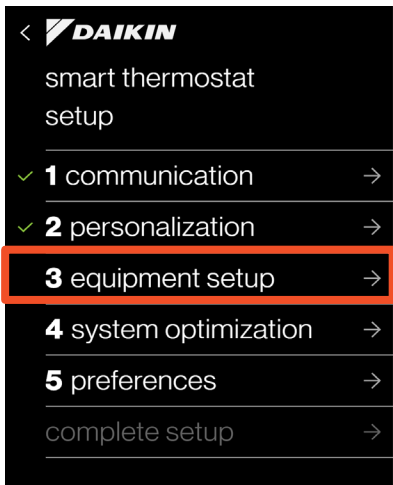 DAIKIN
smart thermostat
setup
1 communication
2 personalization
3 equipment setup
4 system optimization
5 preferences
complete setup